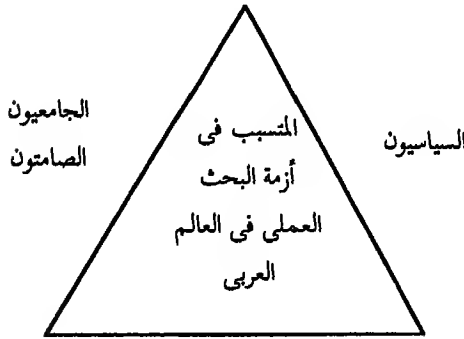 السياسيون
المتسبب فى
أزمة البحث
العملى فى العالم
العربى
الجامعيون
الصامتون